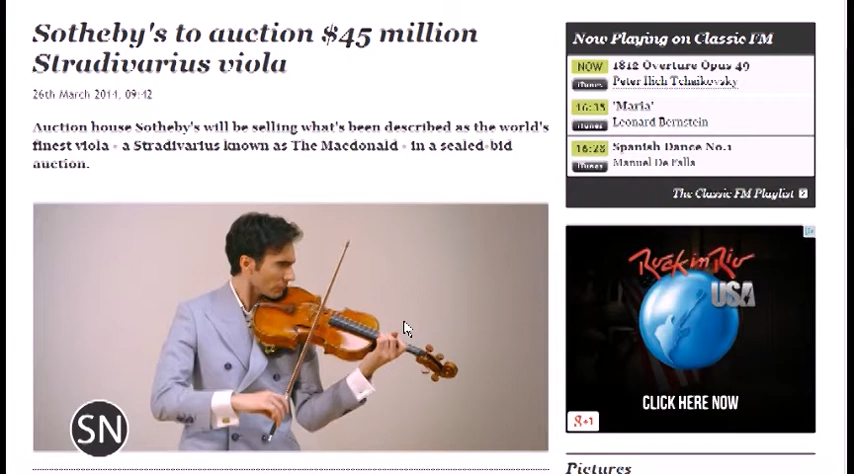 Sotheby's to auction $45 million
Stradivarius viola
26th March 2014, 09:42
Auction house Sotheby's will be selling what's been described as the world's
finest viola - a Stradivarius known as The Macdonald - in a sealed-bid
auction.
SN
Now Playing on Classic FM
NOW 1812 Overture Opus 49
iTunes Peter Ilich Tchaikovsky
16:35 'Maria'
iTunes Leonard Bernstein
16:28 Spanish Dance No.1
iTunes Manuel De Falla
The Classic FM Playlist
Rock in Rio
USA
CLICK HERE NOW
8+1
Pictures